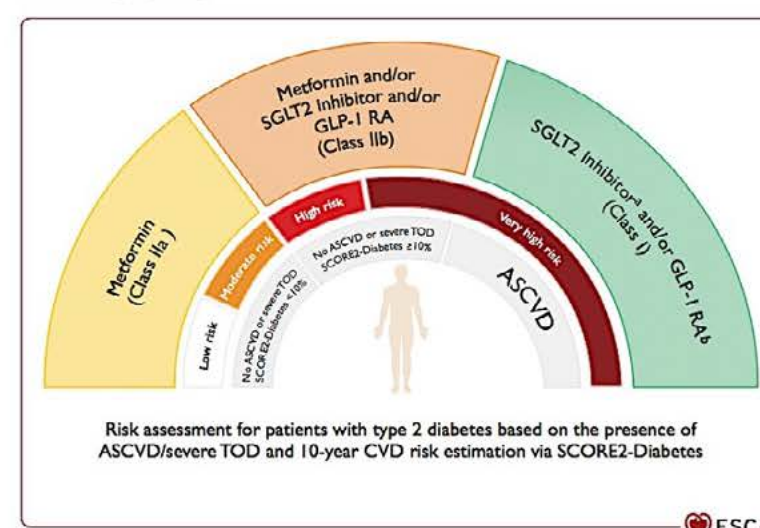 Metformin and/or
SGLT2 Inhibitor and/or
GLP-1 RA
(Class IIb)
Metformin
(Class IIa )
SGLT2 Inhibitorᵃ and/or GLP-1 RAᵇ
(Class I)
Low risk
Moderate risk
High risk
Very high risk
No ASCVD or severe TOD
SCORE2-Diabetes <10%
No ASCVD or severe TOD
SCORE2-Diabetes ≥10%
ASCVD
Risk assessment for patients with type 2 diabetes based on the presence of
ASCVD/severe TOD and 10-year CVD risk estimation via SCORE2-Diabetes
ESC